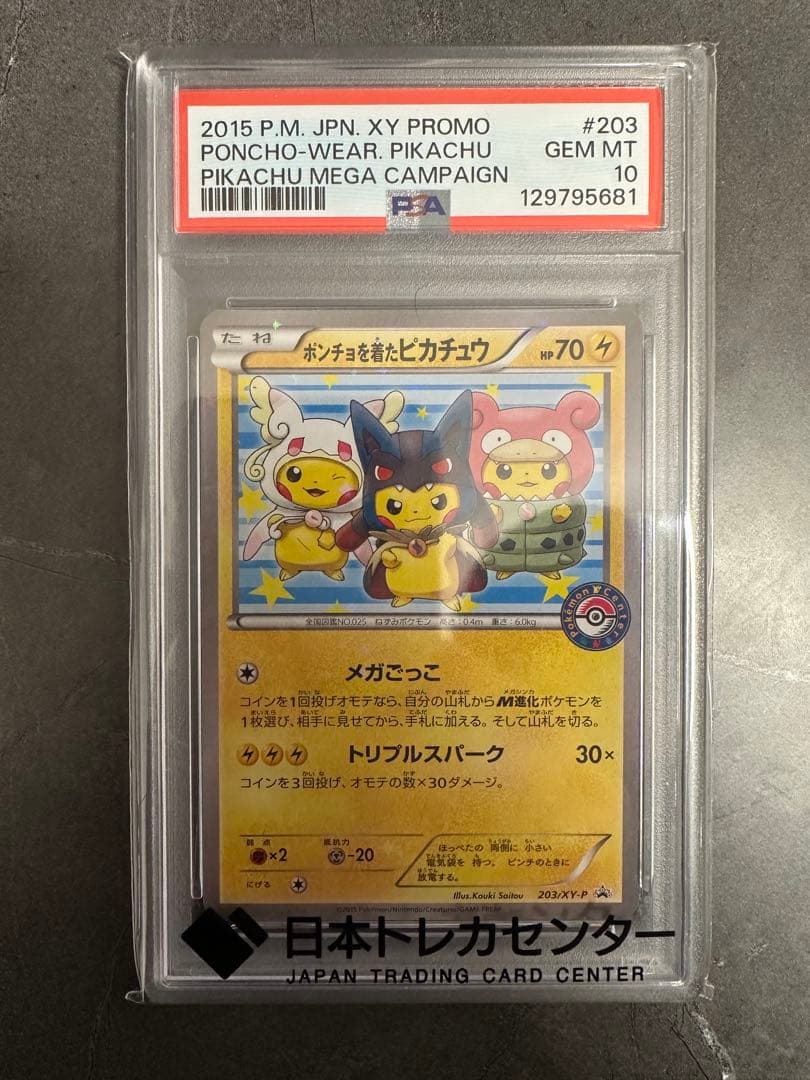 2015 P.M. JPN. XY PROMO #203
PONCHO-WEAR. PIKACHU GEM MT
PIKACHU MEGA CAMPAIGN 10
129795681
PSA
たね ポンチョを着たピカチュウ HP70
Pokémon Center
全国図鑑NO.025 ねずみポケモン 高さ:0.4m 重さ:6.0kg
メガごっこ
コインを1回投げオモテなら、自分の山札からM進化ポケモンを
1枚選び、相手に見せてから、手札に加える。そして山札を切る。
トリプルスパーク 30×
コインを3回投げ、オモテの数×30ダメージ。
弱点 抵抗力
×2 -20
にげる
ほっぺたの 両側に 小さい
電気袋を 持つ。 ピンチのときに
放電する。
Illus.Kouki Saitou 203/XY-P
©2015 Pokémon/Nintendo/Creatures/GAME FREAK
日本トレカセンター
JAPAN TRADING CARD CENTER